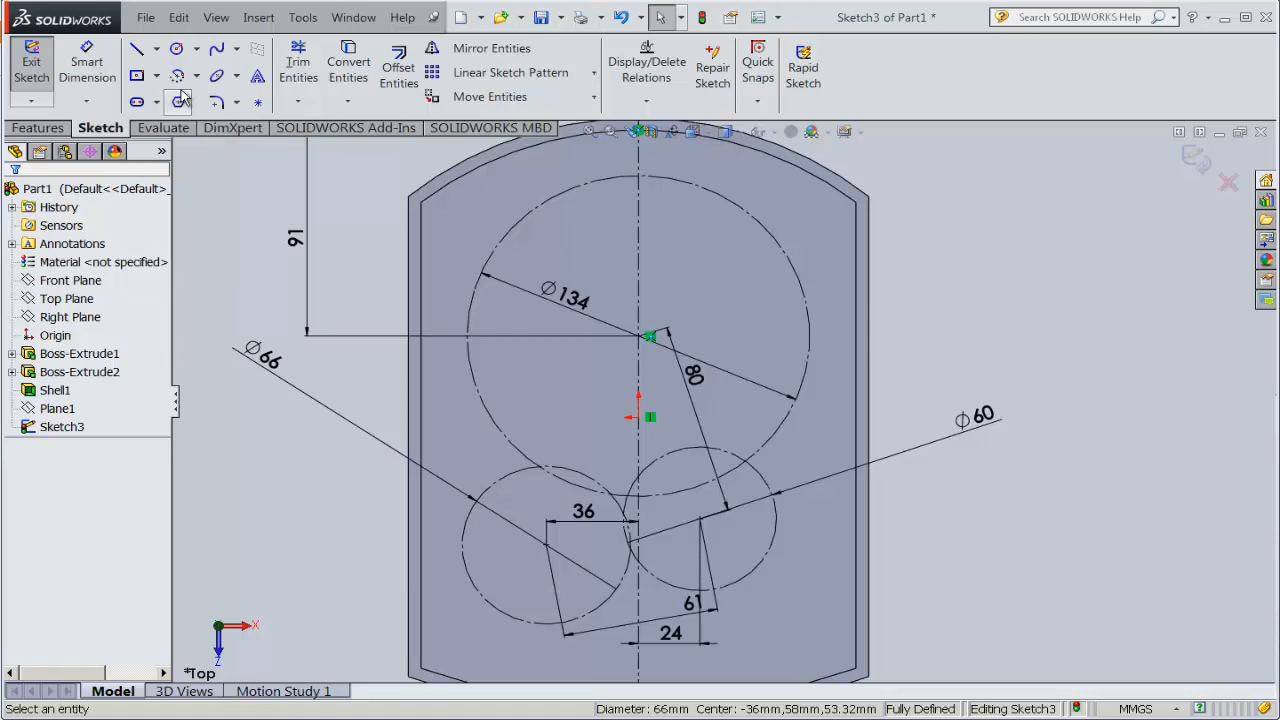 SOLIDWORKS File Edit View Insert Tools Window Help Sketch3 of Part1 * Search SOLIDWORKS Help
Exit Sketch
Smart Dimension
Trim Entities
Convert Entities
Offset Entities
Mirror Entities
Linear Sketch Pattern
Move Entities
Display/Delete Relations
Repair Sketch
Quick Snaps
Rapid Sketch
Features Sketch Evaluate DimXpert SOLIDWORKS Add-Ins SOLIDWORKS MBD
Part1 (Default<<Default>_
History
Sensors
Annotations
Material <not specified>
Front Plane
Top Plane
Right Plane
Origin
Boss-Extrude1
Boss-Extrude2
Shell1
Plane1
Sketch3
91
∅134
∅66
80
∅60
36
61
24
X
Z
*Top
Model 3D Views Motion Study 1
Select an entity Diameter: 66mm Center: -36mm,58mm,53.32mm Fully Defined Editing Sketch3 MMGS